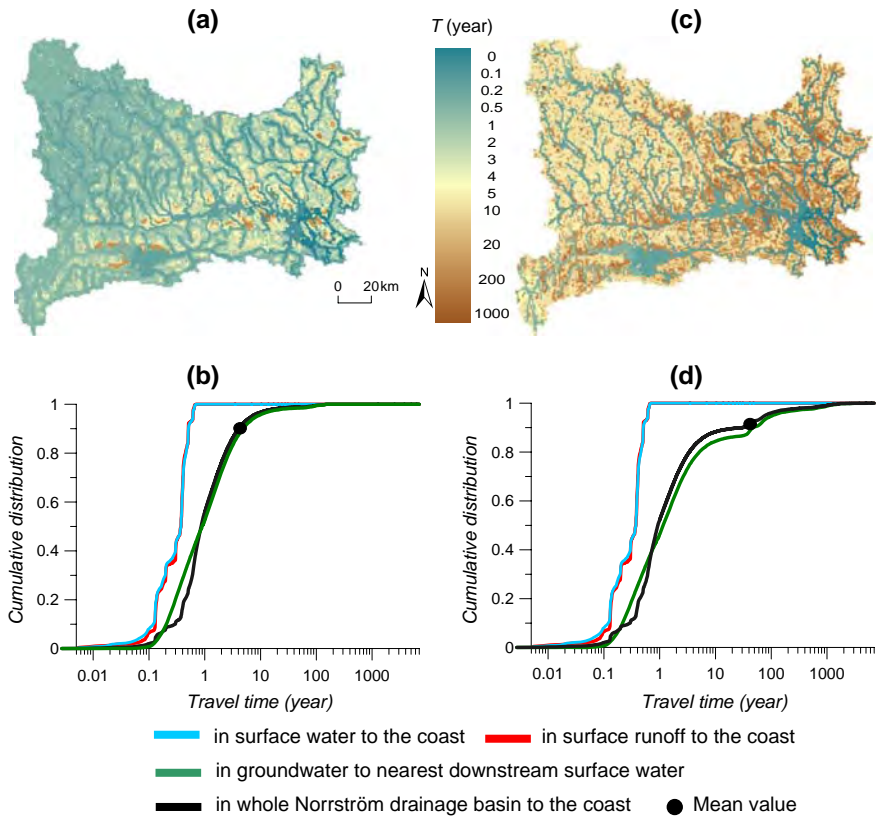 (a)
T (year)
(c)
0
0.1
0.2
0.5
1
2
3
4
5
10
20
200
1000
N
0 20 km
(b)
(d)
Cumulative distribution
1
0.8
0.6
0.4
0.2
0
0.01 0.1 1 10 100 1000
Travel time (year)
Cumulative distribution
1
0.8
0.6
0.4
0.2
0
0.01 0.1 1 10 100 1000
Travel time (year)
in surface water to the coast
in surface runoff to the coast
in groundwater to nearest downstream surface water
in whole Norrström drainage basin to the coast
Mean value